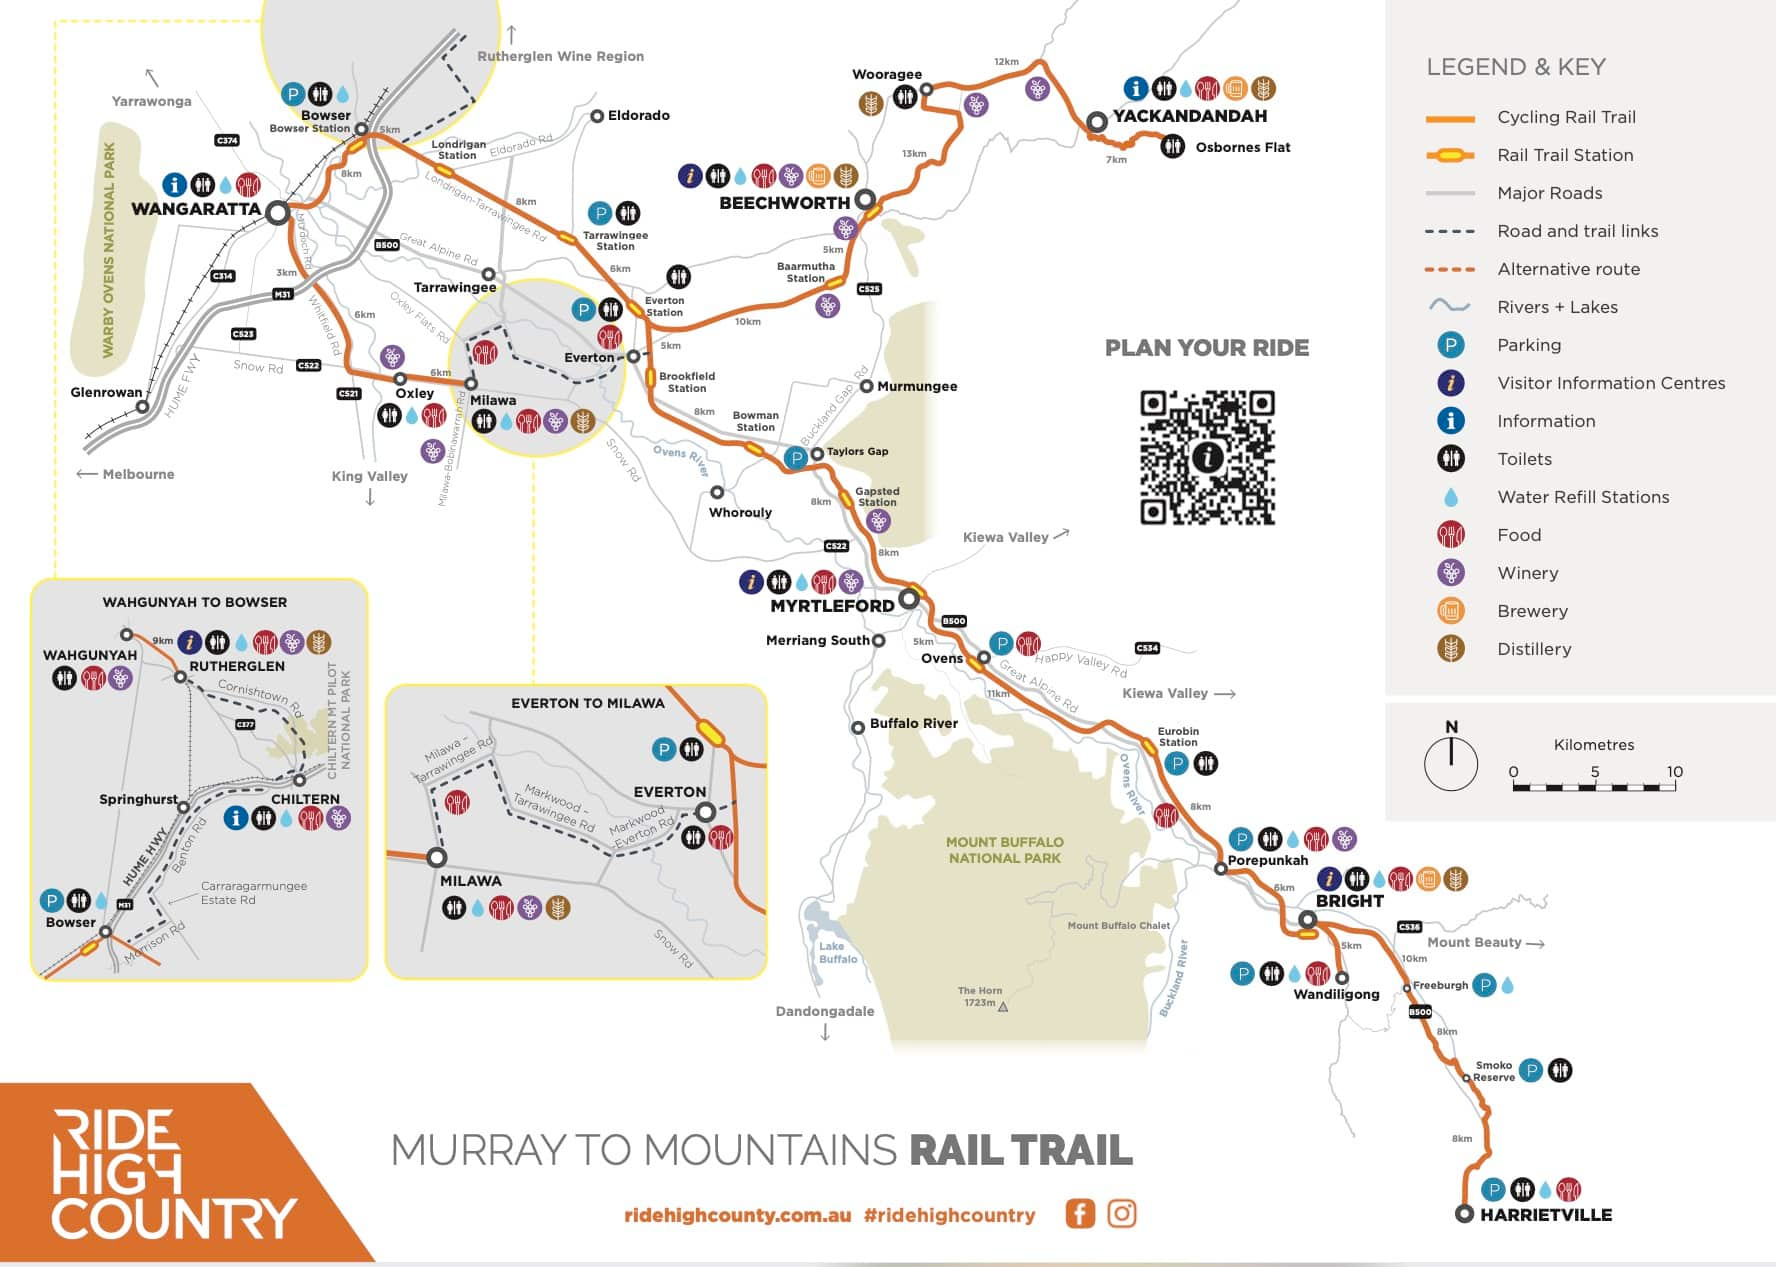 Rutherglen Wine Region
Yarrawonga
Bowser
Bowser Station
5km
C374
Londrigan
Station
Eldorado Rd
Eldorado
8km
Londrigan-Tarrawingee Rd
8km
WANGARATTA
WARBY OVENS NATIONAL PARK
Murdoch Rd
B500
Great Alpine Rd
Tarrawingee
Tarrawingee
Station
6km
C314
3km
M31
Whitfield Rd
6km
Oxley Flats Rd
C523
Snow Rd
C522
HUME FWY
Glenrowan
C521
6km
Oxley
Milawa
Milawa-Bobinawarrah Rd
King Valley
Melbourne
P
Everton
Station
Everton
5km
10km
Brookfield
Station
8km
Bowman
Station
Snow Rd
Ovens River
Whorouly
Buckland Gap Rd
Murmungee
P
Taylors Gap
8km
Gapsted
Station
8km
C522
Wooragee
12km
YACKANDANDAH
Osbornes Flat
7km
13km
BEECHWORTH
5km
Baarmutha
Station
C525
PLAN YOUR RIDE
i
Kiewa Valley
MYRTLEFORD
B500
Merriang South
5km
Ovens
P
Happy Valley Rd
C534
Great Alpine Rd
11km
Kiewa Valley
Buffalo River
Eurobin
Station
P
Ovens River
8km
MOUNT BUFFALO
NATIONAL PARK
Porepunkah
6km
BRIGHT
Mount Buffalo Chalet
Buckland River
Lake
Buffalo
The Horn
1723m
Dandongadale
C536
Mount Beauty
5km
10km
Wandiligong
Freeburgh
P
B500
8km
Smoko
Reserve
P
8km
P
HARRIETVILLE
WAHGUNYAH TO BOWSER
9km
WAHGUNYAH
RUTHERGLEN
Cornishtown Rd
C377
CHILTERN MT PILOT
NATIONAL PARK
Springhurst
CHILTERN
HUME HWY
Benton Rd
Carraragarmungee
Estate Rd
P
M31
Bowser
Morrison Rd
EVERTON TO MILAWA
P
Milawa –
Tarrawingee Rd
Markwood –
Tarrawingee Rd
Markwood
–Everton Rd
EVERTON
MILAWA
Snow Rd
LEGEND & KEY
Cycling Rail Trail
Rail Trail Station
Major Roads
Road and trail links
Alternative route
Rivers + Lakes
P Parking
i Visitor Information Centres
i Information
Toilets
Water Refill Stations
Food
Winery
Brewery
Distillery
N
Kilometres
0 5 10
RIDE
HIGH
COUNTRY
MURRAY TO MOUNTAINS RAIL TRAIL
ridehighcounty.com.au #ridehighcountry